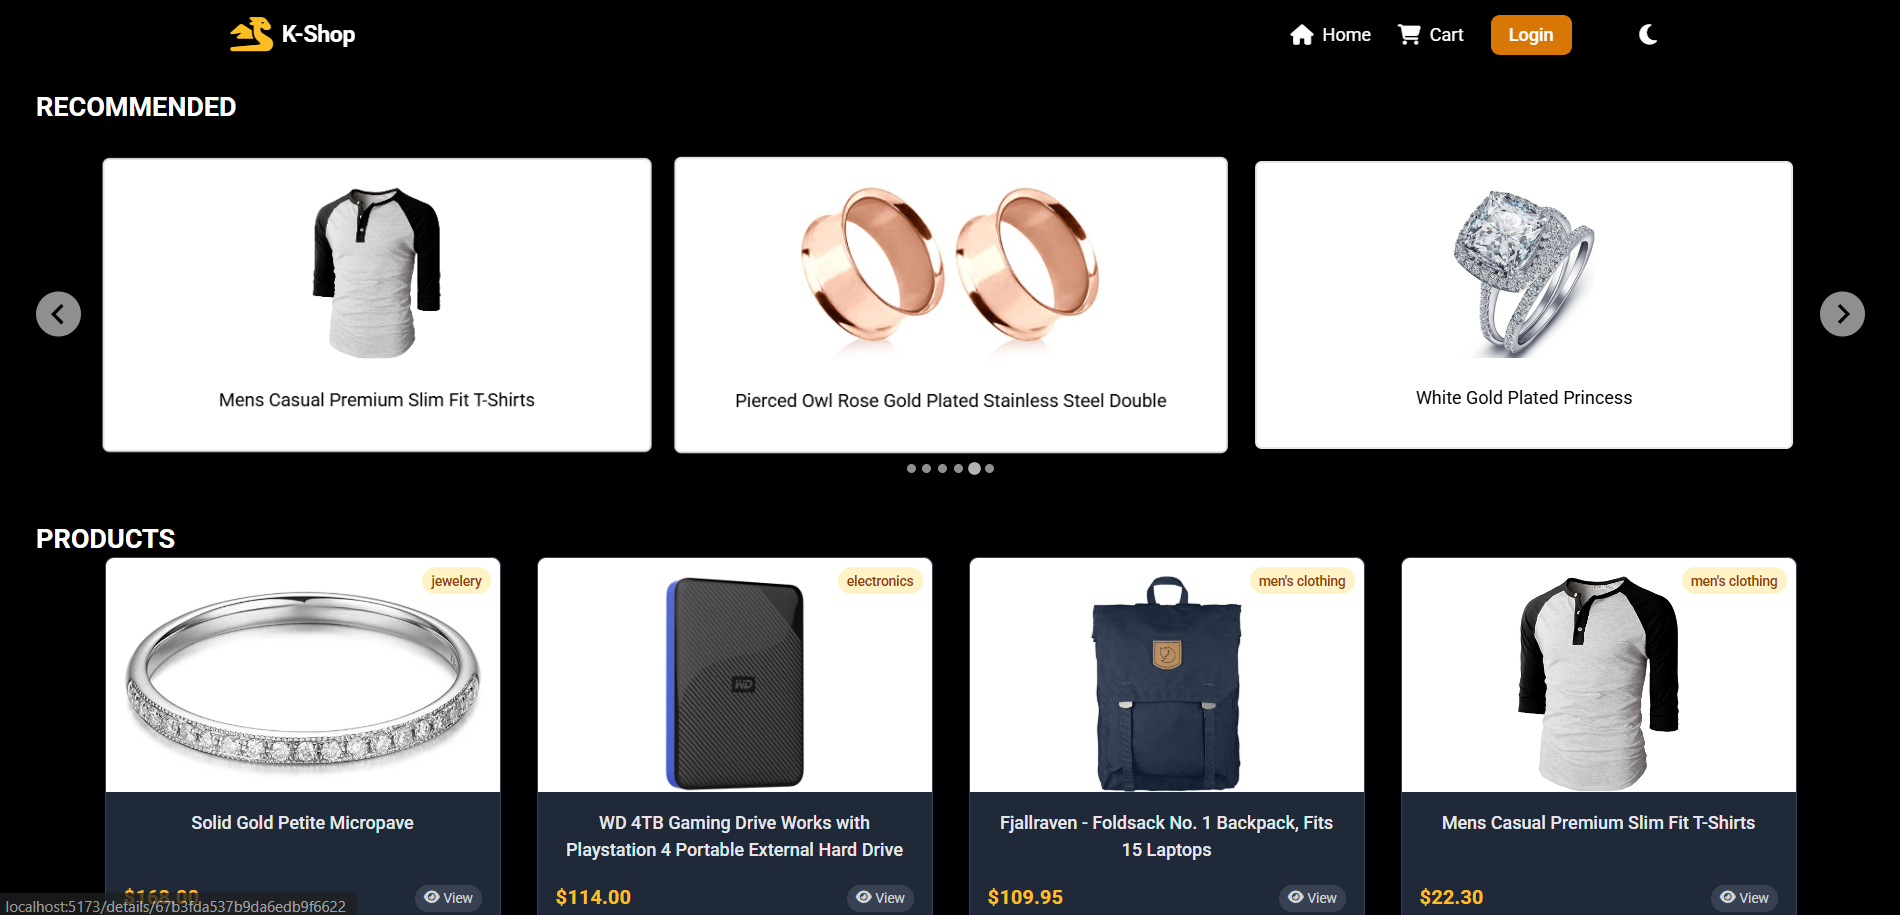 K-Shop
Home
Cart
Login
RECOMMENDED
Mens Casual Premium Slim Fit T-Shirts
Pierced Owl Rose Gold Plated Stainless Steel Double
White Gold Plated Princess
PRODUCTS
jewelery
electronics
men's clothing
men's clothing
WD
Solid Gold Petite Micropave
WD 4TB Gaming Drive Works with
Playstation 4 Portable External Hard Drive
Fjallraven - Foldsack No. 1 Backpack, Fits
15 Laptops
Mens Casual Premium Slim Fit T-Shirts
$168.00
View
$114.00
View
$109.95
View
$22.30
View
localhost:5173/details/67b3fda537b9da6edb9f6622